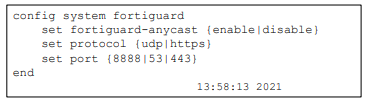 config system fortiguard
set fortiguard-anycast {enable|disable}
set protocol {udp|https}
set port {8888|53|443}
end
13:58:13 2021